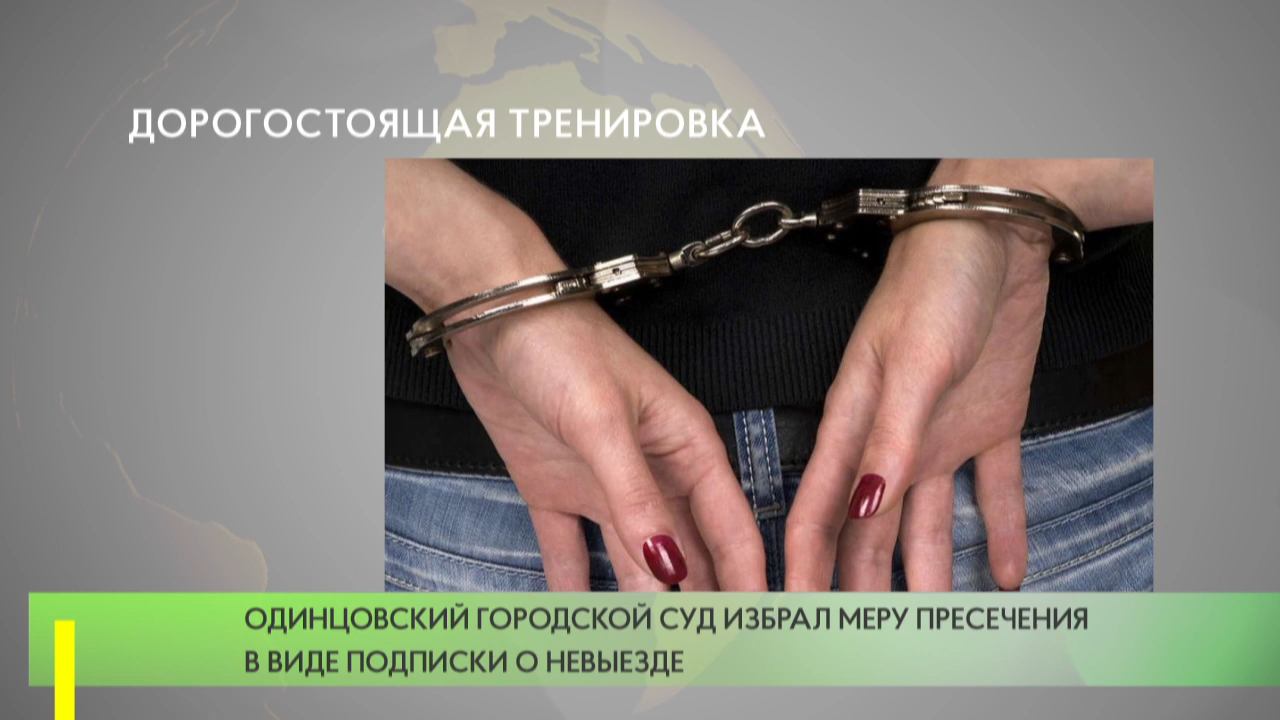 ДОРОГОСТОЯЩАЯ ТРЕНИРОВКА
ОДИНЦОВСКИЙ ГОРОДСКОЙ СУД ИЗБРАЛ МЕРУ ПРЕСЕЧЕНИЯ
В ВИДЕ ПОДПИСКИ О НЕВЫЕЗДЕ